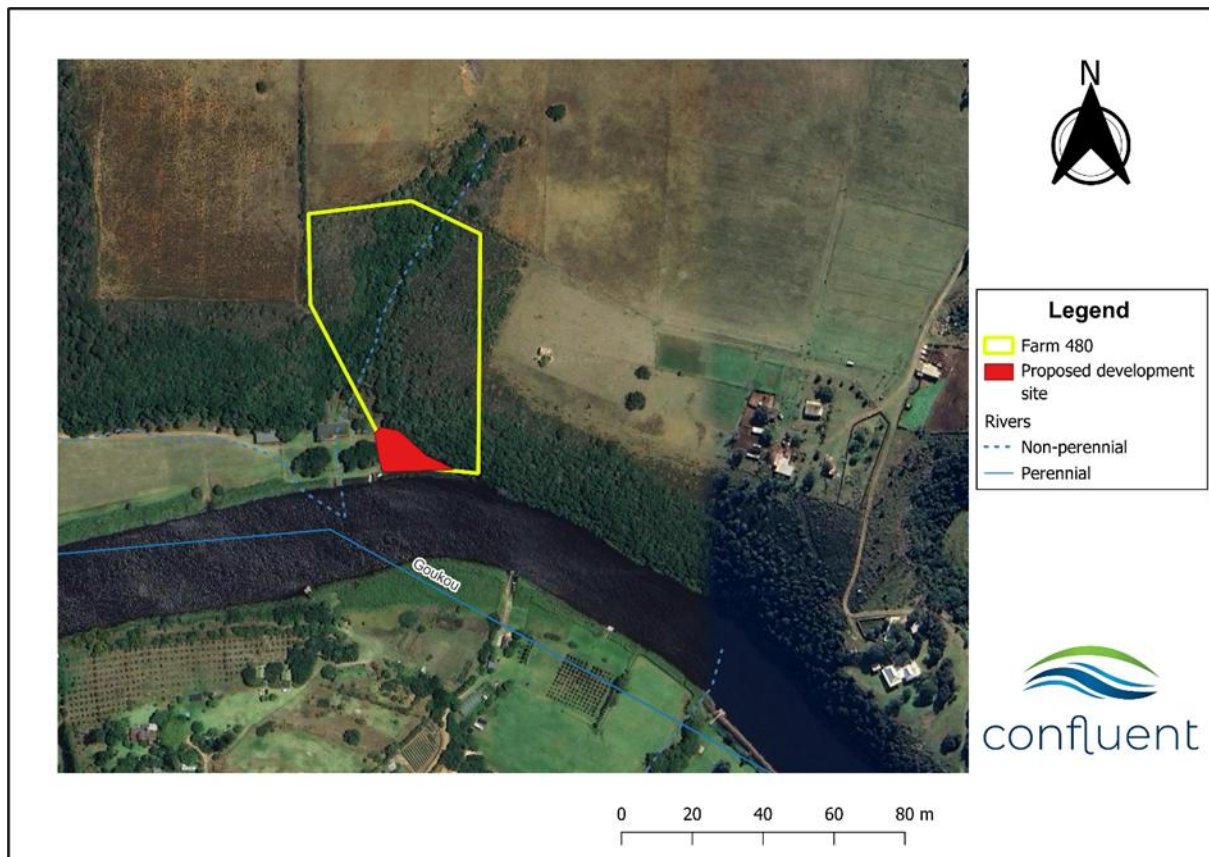 N
Legend
Farm 480
Proposed development
site
Rivers
Non-perennial
Perennial
Goukou
confluent
0 20 40 60 80 m